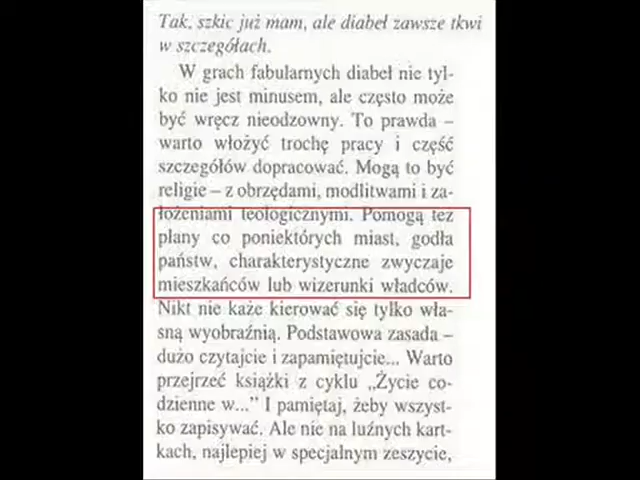 Tak, szkic już mam, ale diabeł zawsze tkwi
w szczegółach.
W grach fabularnych diabeł nie tyl-
ko nie jest minusem, ale często może
być wręcz nieodzowny. To prawda –
warto włożyć trochę pracy i część
szczegółów dopracować. Mogą to być
religie – z obrzędami, modlitwami i za-
łożeniami teologicznymi. Pomogą też
plany co poniektórych miast, godła
państw, charakterystyczne zwyczaje
mieszkańców lub wizerunki władców.
Nikt nie każe kierować się tylko wła-
sną wyobraźnią. Podstawowa zasada –
dużo czytajcie i zapamiętujcie... Warto
przejrzeć książki z cyklu „Życie co-
dzienne w...” I pamiętaj, żeby wszyst-
ko zapisywać. Ale nie na luźnych kart-
kach, najlepiej w specjalnym zeszycie,